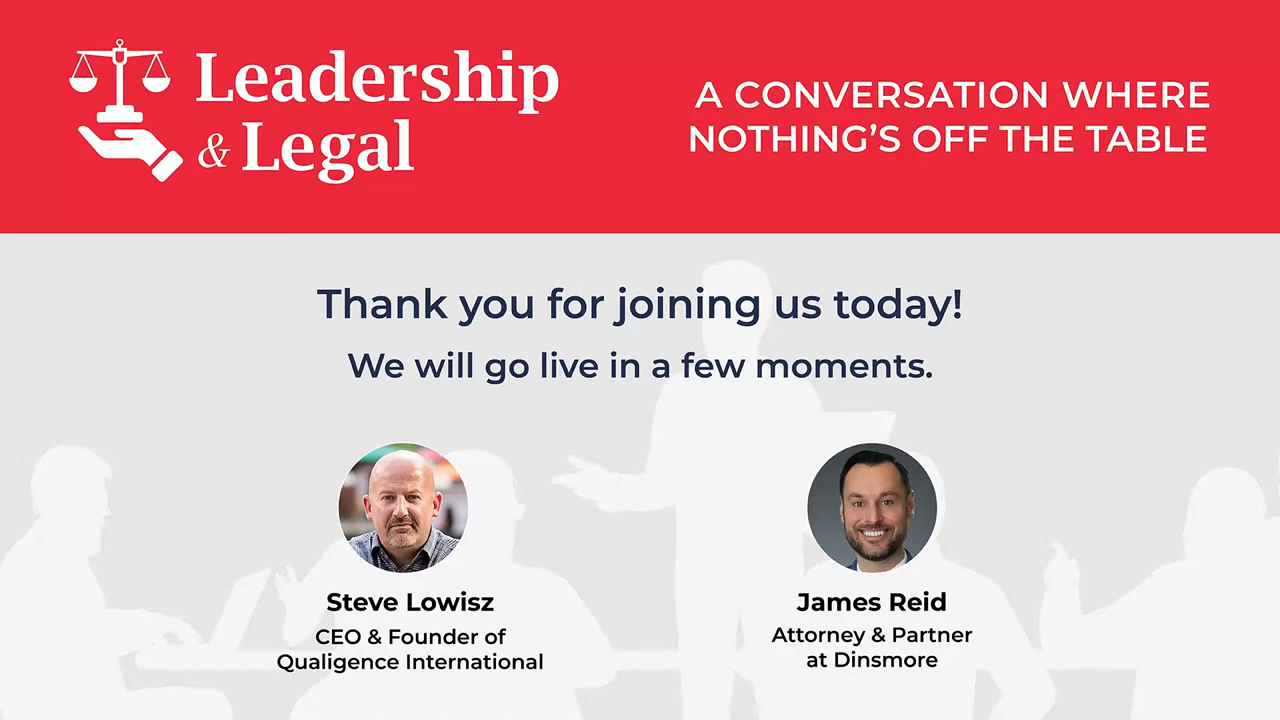 Leadership
& Legal
A CONVERSATION WHERE
NOTHING'S OFF THE TABLE
Thank you for joining us today!
We will go live in a few moments.
Steve Lowisz
CEO & Founder of
Qualigence International
James Reid
Attorney & Partner
at Dinsmore